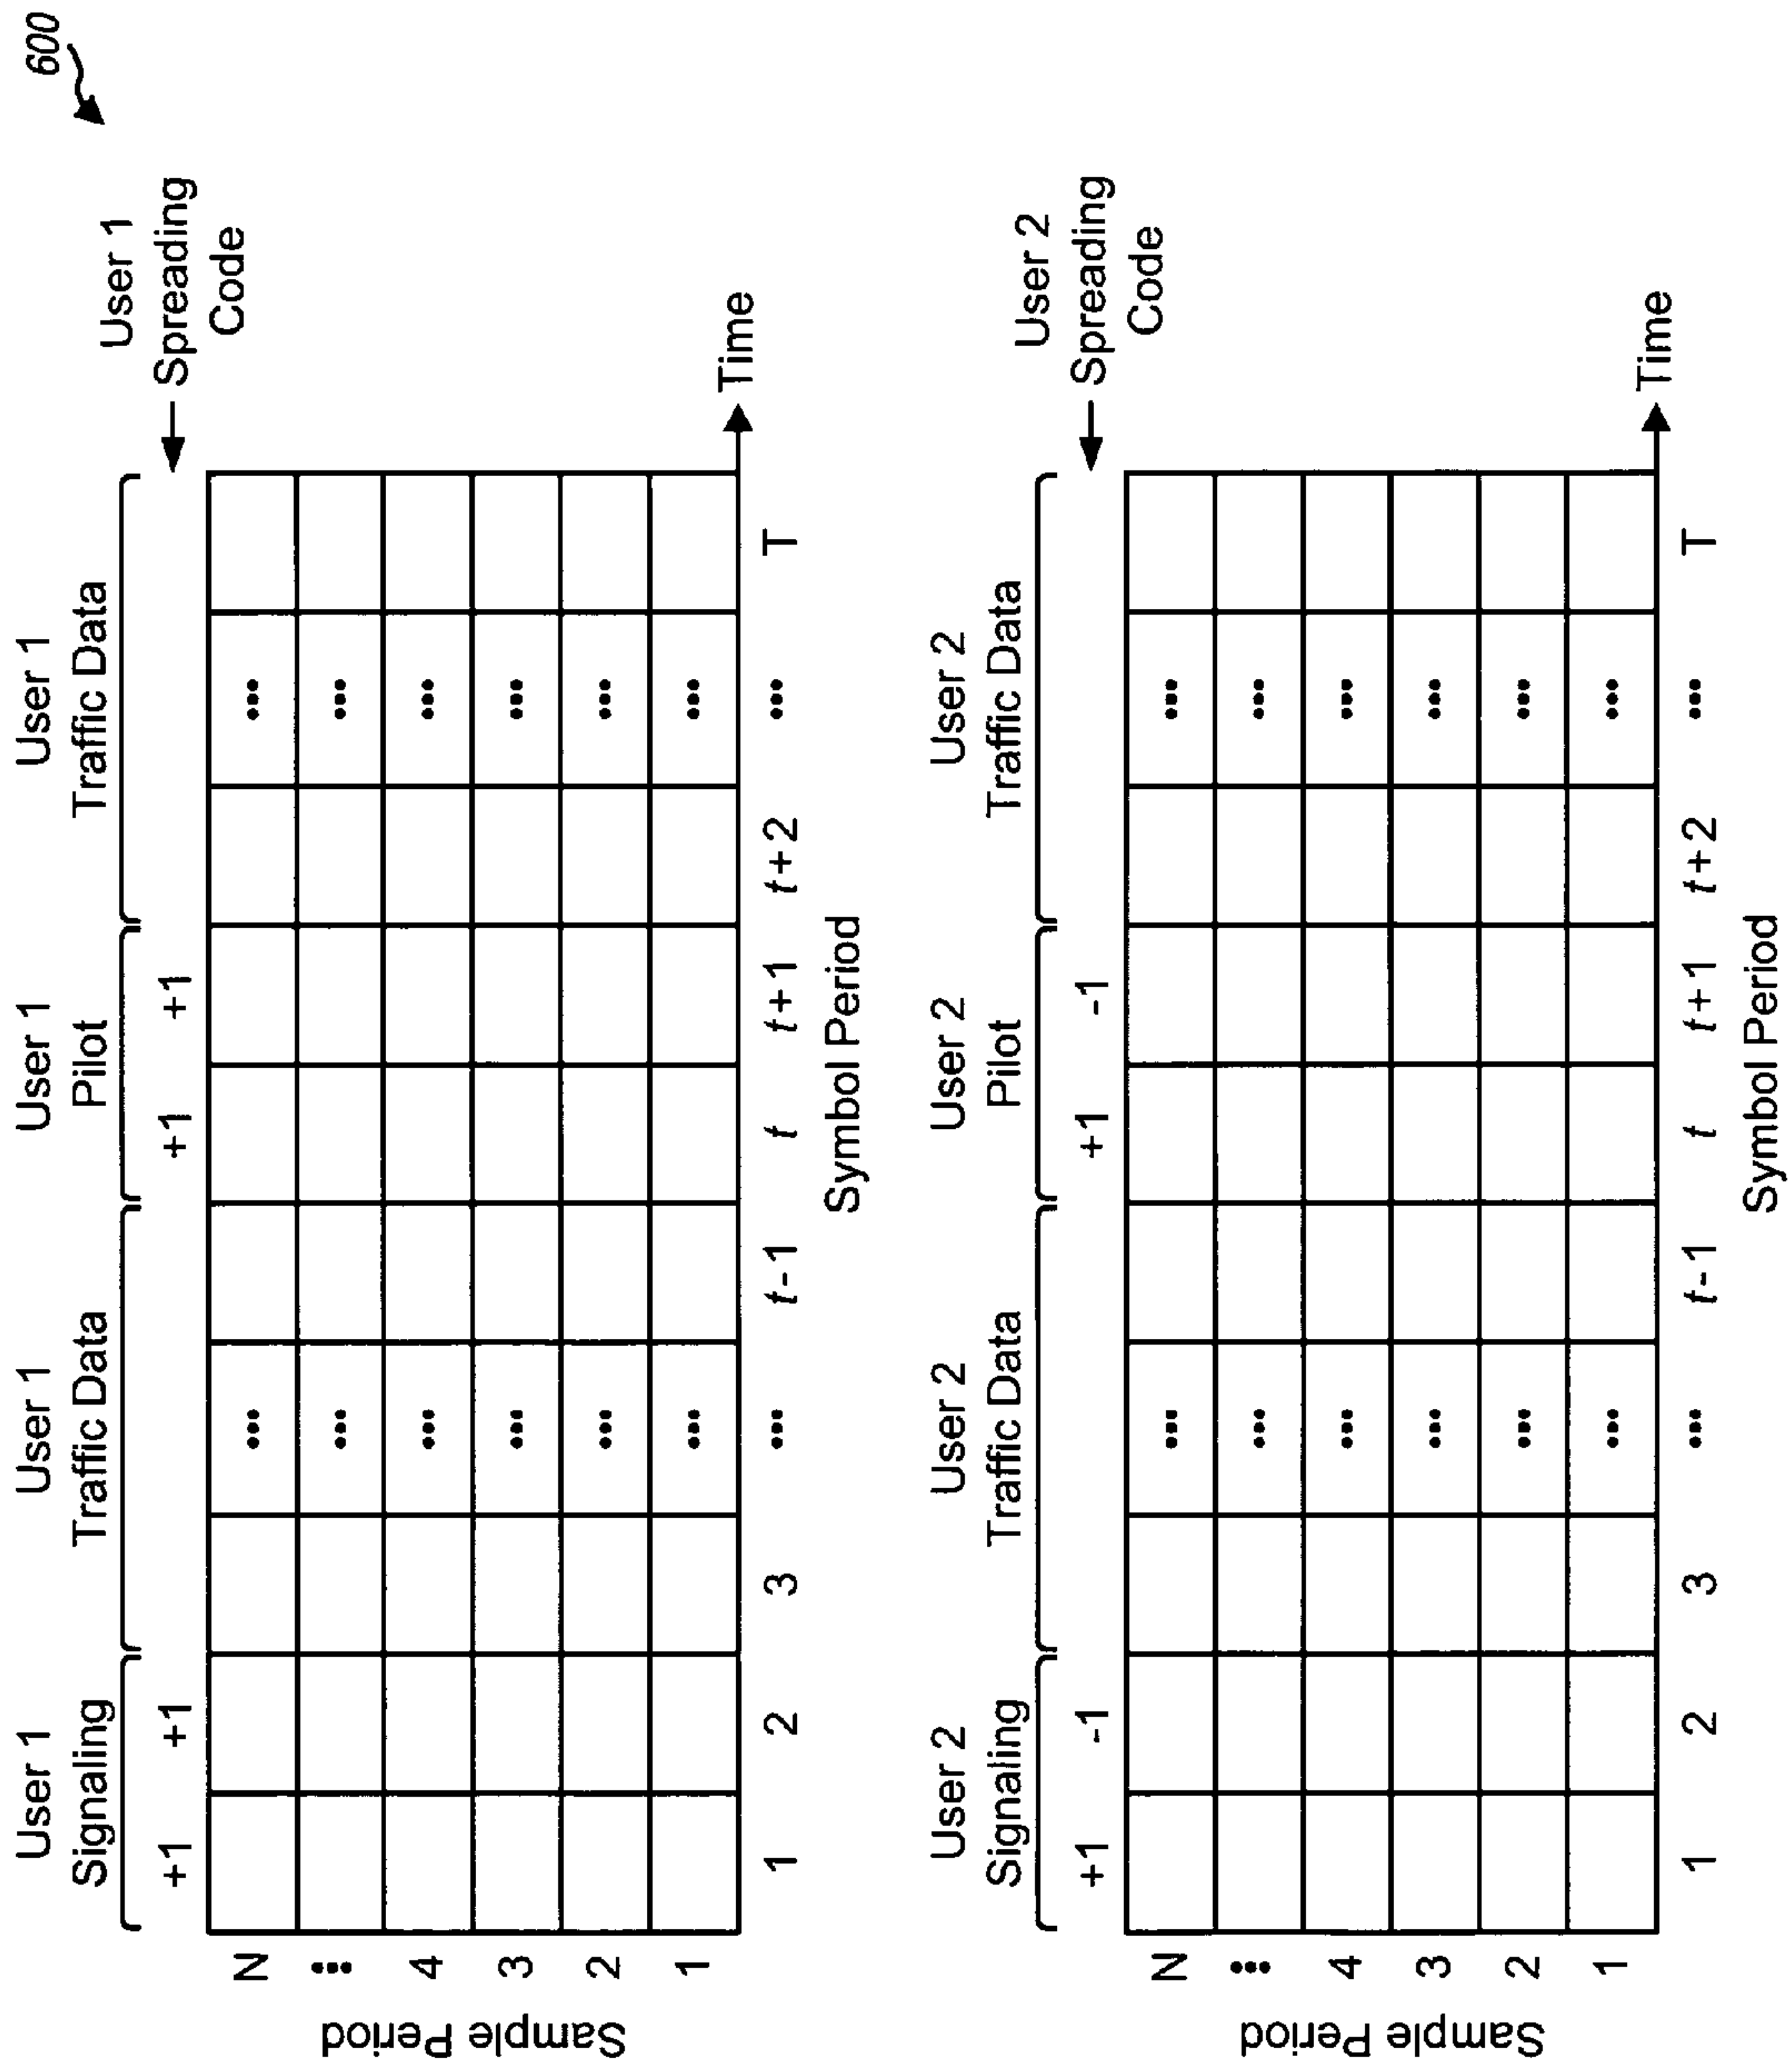 600
User 1 User 1 User 1 User 1
Signaling Traffic Data Pilot Traffic Data
User 1
Spreading
Code
+1 +1 +1 +1
N ••• •••
••• ••• •••
4 ••• •••
3 ••• •••
2 ••• •••
1 ••• •••
Sample Period
Time
1 2 3 ••• t-1 t t+1 t+2 ••• T
Symbol Period
User 2 User 2 User 2 User 2
Signaling Traffic Data Pilot Traffic Data
User 2
Spreading
Code
+1 -1 +1 -1
N ••• •••
••• ••• •••
4 ••• •••
3 ••• •••
2 ••• •••
1 ••• •••
Sample Period
Time
1 2 3 ••• t-1 t t+1 t+2 ••• T
Symbol Period